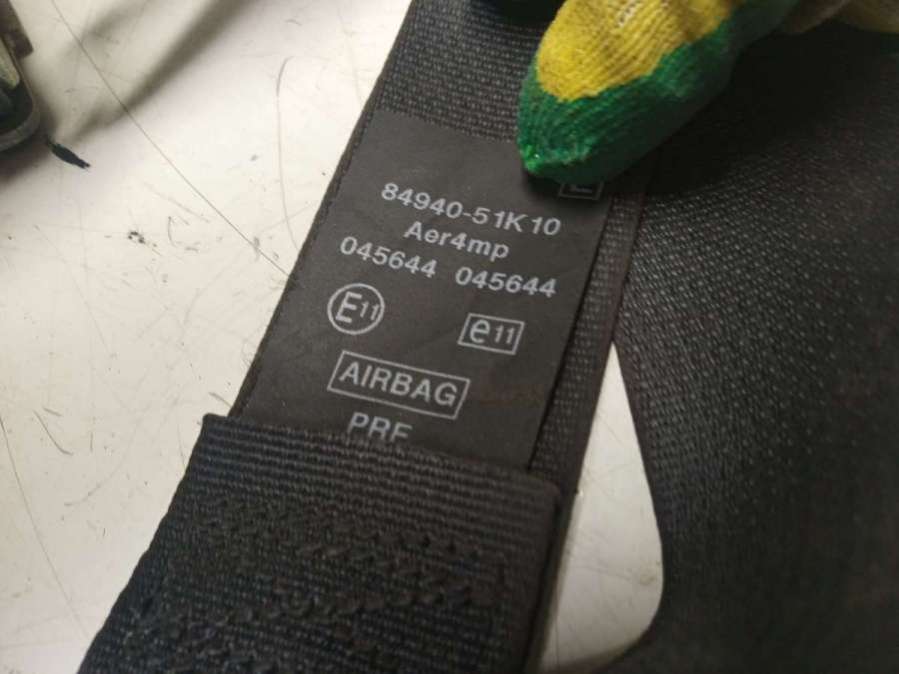 84940-51K10
Aer4mp
045644 045644
E11 e11
AIRBAG
PRE